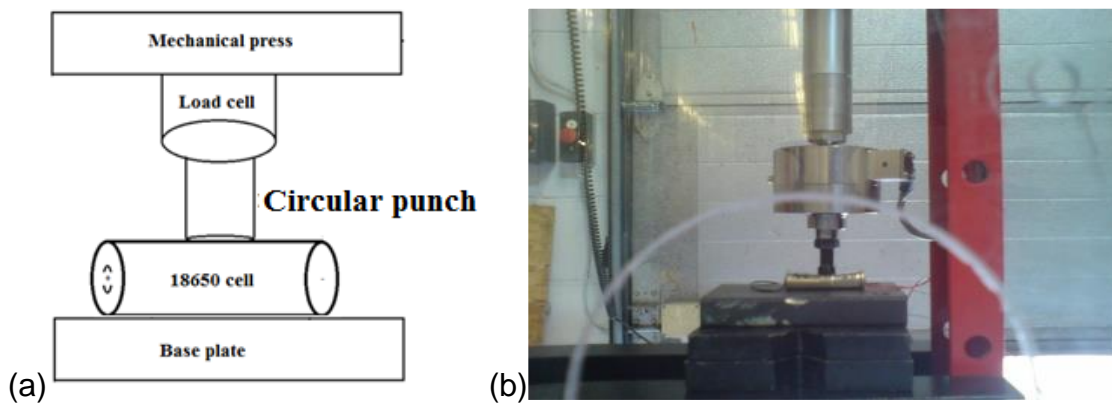 Mechanical press
Load cell
Circular punch
18650 cell
Base plate
(a)
(b)